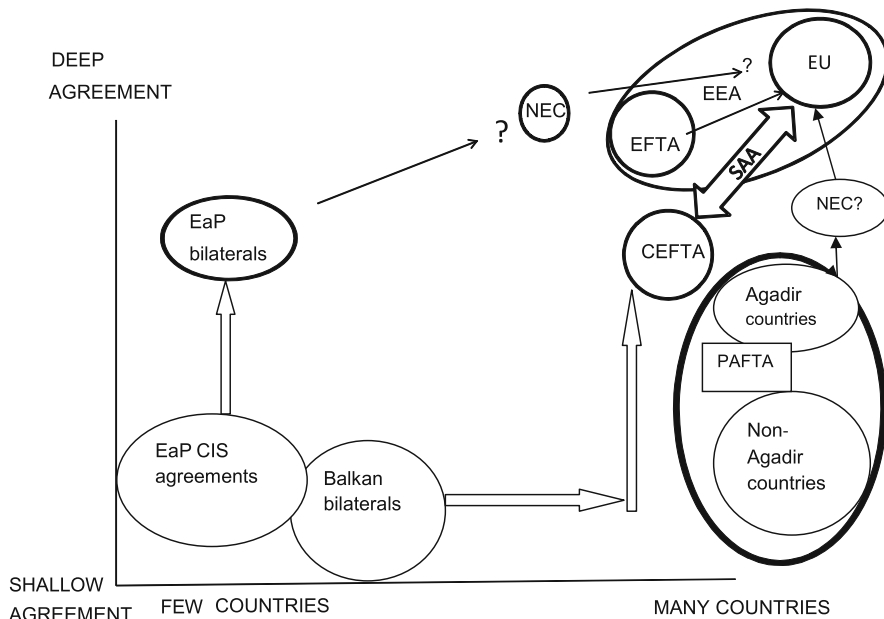 DEEP
AGREEMENT
?
EU
EEA
NEC
?
EFTA
SAA
NEC?
EaP
bilaterals
CEFTA
Agadir
countries
PAFTA
Non-
Agadir
countries
EaP CIS
agreements
Balkan
bilaterals
SHALLOW
AGREEMENT
FEW COUNTRIES
MANY COUNTRIES